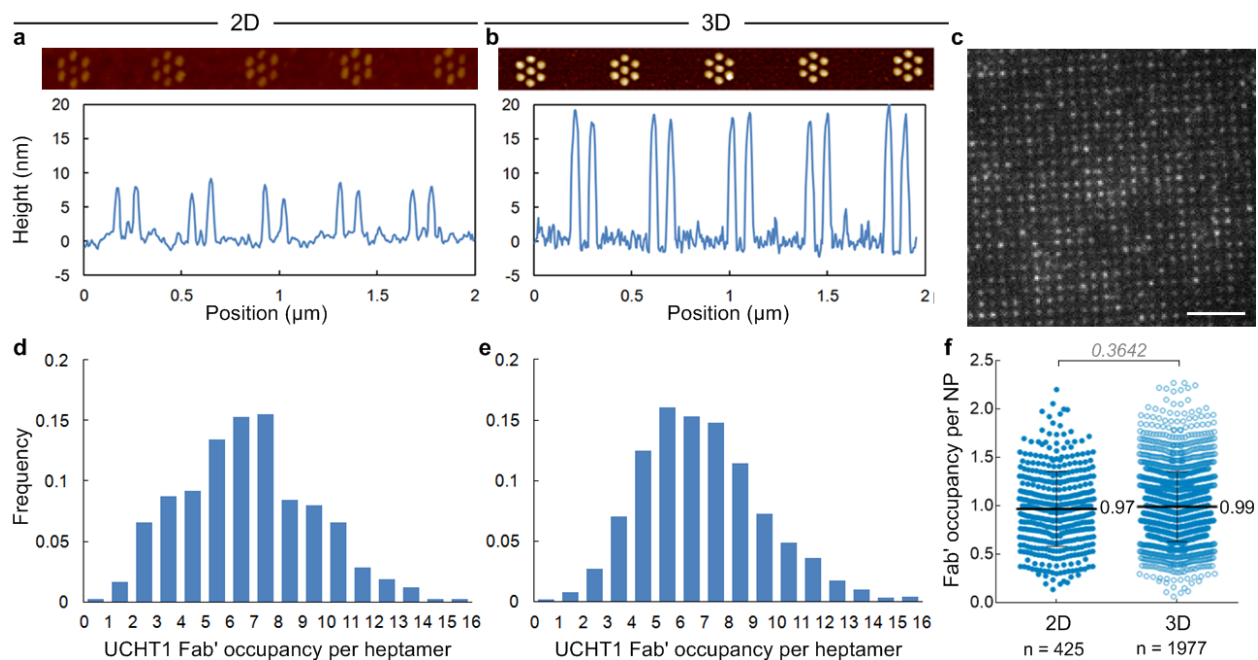 2D
3D
a
b
c
20
15
10
5
0
-5
Height (nm)
0
0.5
1
1.5
2
Position (µm)
20
15
10
5
0
-5
0
0.5
1
1.5
2
Position (µm)
d
0.2
0.15
0.1
0.05
0
Frequency
0 1 2 3 4 5 6 7 8 9 10 11 12 13 14 16
UCHT1 Fab' occupancy per heptamer
e
0.2
0.15
0.1
0.05
0
0 1 2 3 4 5 6 7 8 9 10 11 12 13 14 16
UCHT1 Fab' occupancy per heptamer
f
0.3642
2.5
2.0
1.5
1.0
0.5
0.0
Fab' occupancy per NP
0.97
0.99
2D
3D
n = 425
n = 1977